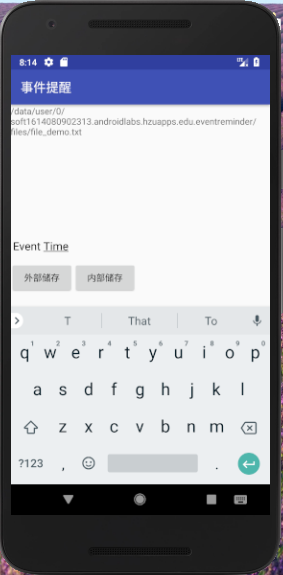 8:14
事件提醒
/data/user/0/
soft1614080902313.androidlabs.hzuapps.edu.eventreminder/
files/file_demo.txt
Event Time
外部储存 内部储存
T That To
1 2 3 4 5 6 7 8 9 0
q w e r t y u i o p
a s d f g h j k l
z x c v b n m
?123 , .